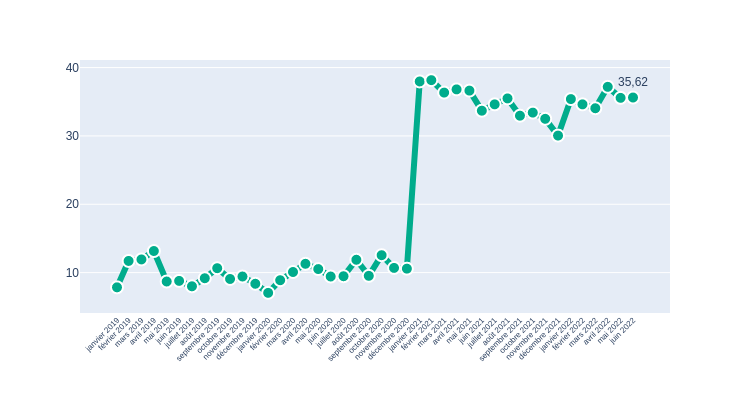 40
35,62
30
20
10
janvier 2019
février 2019
mars 2019
avril 2019
mai 2019
juin 2019
juillet 2019
août 2019
septembre 2019
octobre 2019
novembre 2019
décembre 2019
janvier 2020
février 2020
mars 2020
avril 2020
mai 2020
juin 2020
juillet 2020
août 2020
septembre 2020
octobre 2020
novembre 2020
décembre 2020
janvier 2021
février 2021
mars 2021
avril 2021
mai 2021
juin 2021
juillet 2021
août 2021
septembre 2021
octobre 2021
novembre 2021
décembre 2021
janvier 2022
février 2022
mars 2022
avril 2022
mai 2022
juin 2022